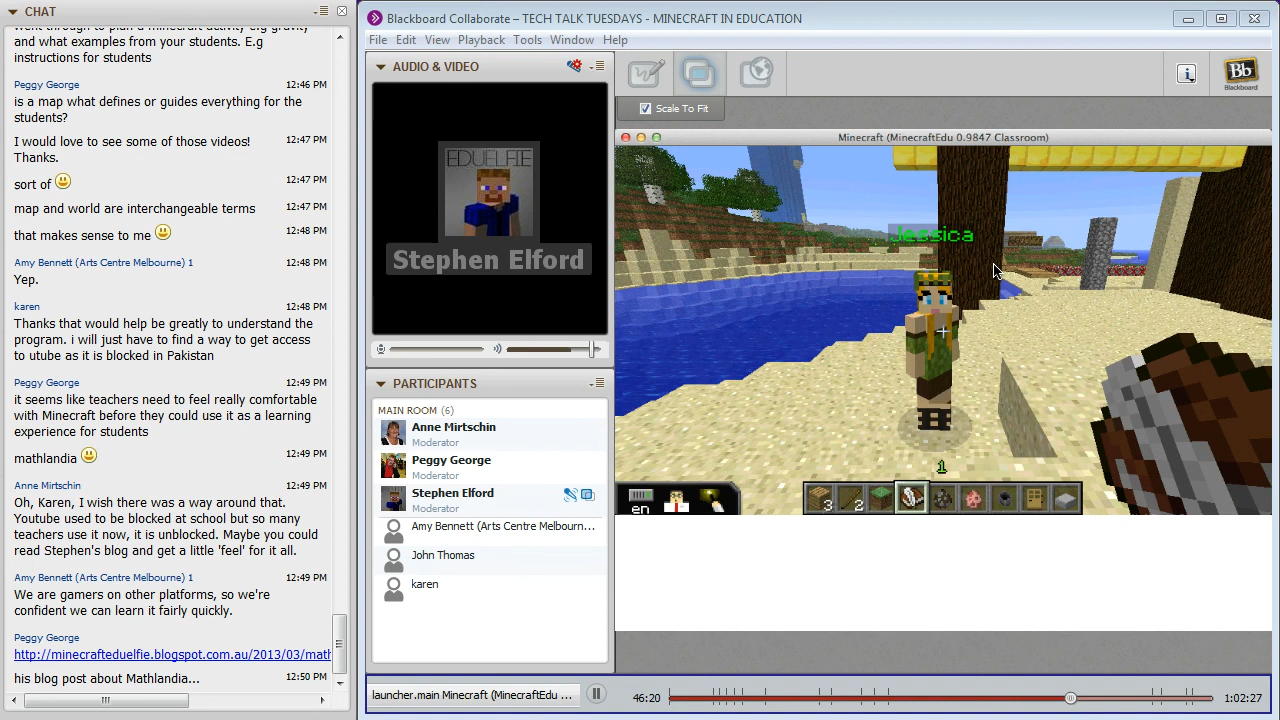 CHAT
and what examples from your students. E.g
instructions for students
Peggy George 12:46 PM
is a map what defines or guides everything for the
students?
I would love to see some of those videos! 12:47 PM
Thanks.
sort of 12:47 PM
map and world are interchangeable terms 12:47 PM
that makes sense to me 12:48 PM
Amy Bennett (Arts Centre Melbourne) 1 12:48 PM
Yep.
karen 12:48 PM
Thanks that would help be greatly to understand the
program. i will just have to find a way to get access
to utube as it is blocked in Pakistan
Peggy George 12:49 PM
it seems like teachers need to feel really comfortable
with Minecraft before they could use it as a learning
experience for students
mathlandia 12:49 PM
Anne Mirtschin 12:49 PM
Oh, Karen, I wish there was a way around that.
Youtube used to be blocked at school but so many
teachers use it now, it is unblocked. Maybe you could
read Stephen's blog and get a little 'feel' for it all.
Amy Bennett (Arts Centre Melbourne) 1 12:49 PM
We are gamers on other platforms, so we're
confident we can learn it fairly quickly.
Peggy George
http://minecrafteduelfie.blogspot.com.au/2013/03/math
his blog post about Mathlandia... 12:50 PM
Blackboard Collaborate – TECH TALK TUESDAYS - MINECRAFT IN EDUCATION
File Edit View Playback Tools Window Help
AUDIO & VIDEO
EDUELFIE
Stephen Elford
PARTICIPANTS
MAIN ROOM (6)
Anne Mirtschin
Moderator
Peggy George
Moderator
Stephen Elford
Moderator
Amy Bennett (Arts Centre Melbourn...
John Thomas
karen
Bb
Blackboard
Scale To Fit
Minecraft (MinecraftEdu 0.9847 Classroom)
Jessica
1
en
3 2
launcher.main Minecraft (MinecraftEdu ...
46:20
1:02:27